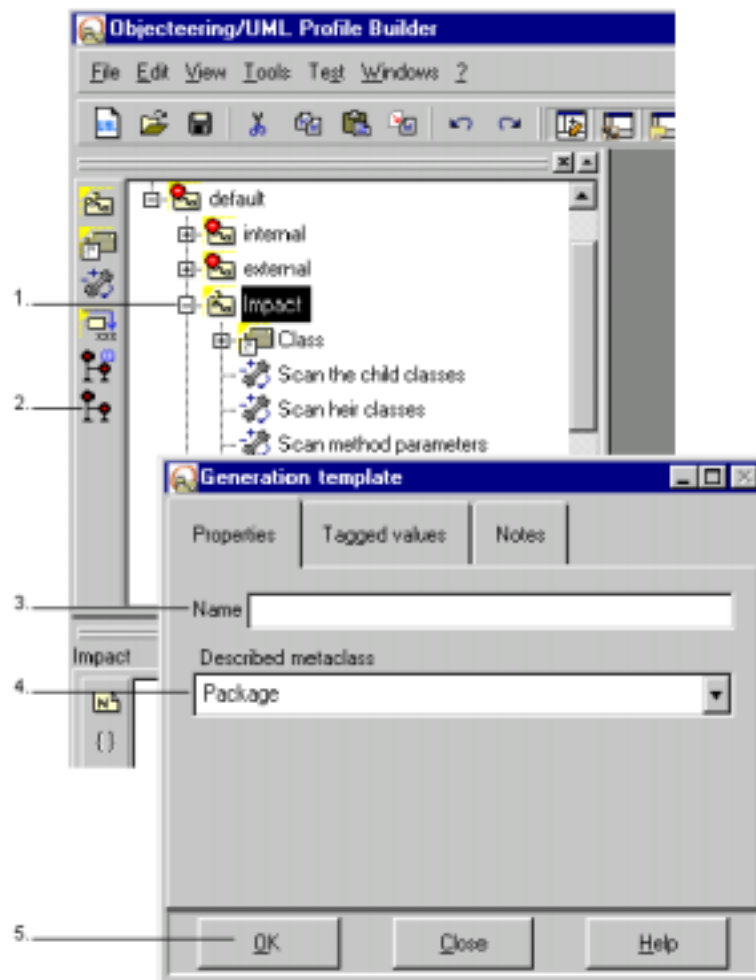 Objecteering/UML Profile Builder
File Edit View Tools Test Windows ?
default
internal
external
1. Impact
Class
Scan the child classes
2. Scan heir classes
Scan method parameters
Generation template
Properties Tagged values Notes
3. Name
Impact
Described metaclass
4. Package
N
{}
5. OK Close Help